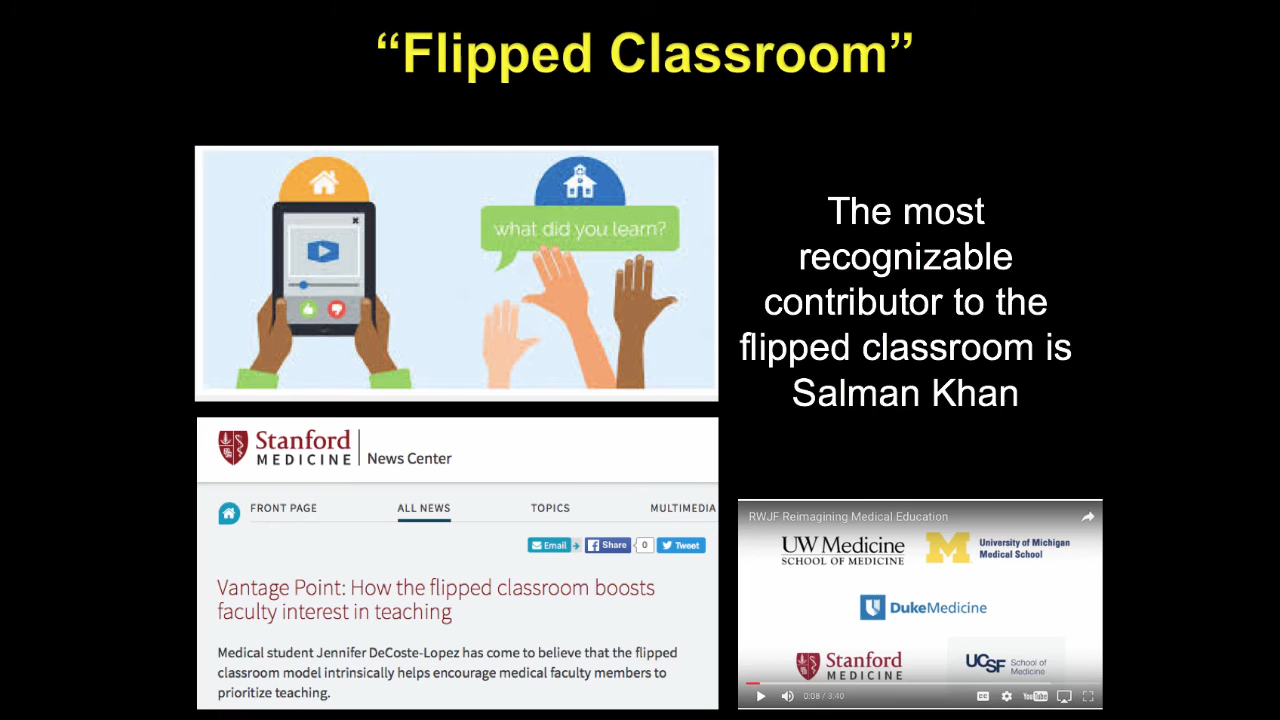 “Flipped Classroom”
what did you learn?
The most
recognizable
contributor to the
flipped classroom is
Salman Khan
Stanford
MEDICINE
News Center
FRONT PAGE
ALL NEWS
TOPICS
MULTIMEDIA
Email
Share
0
Tweet
Vantage Point: How the flipped classroom boosts
faculty interest in teaching
Medical student Jennifer DeCoste-Lopez has come to believe that the flipped
classroom model intrinsically helps encourage medical faculty members to
prioritize teaching.
RWJF Reimagining Medical Education
UW Medicine
SCHOOL OF MEDICINE
M
University of Michigan
Medical School
DukeMedicine
Stanford
MEDICINE
UCSF
School of
Medicine
0:08 / 3:40
CC
YouTube